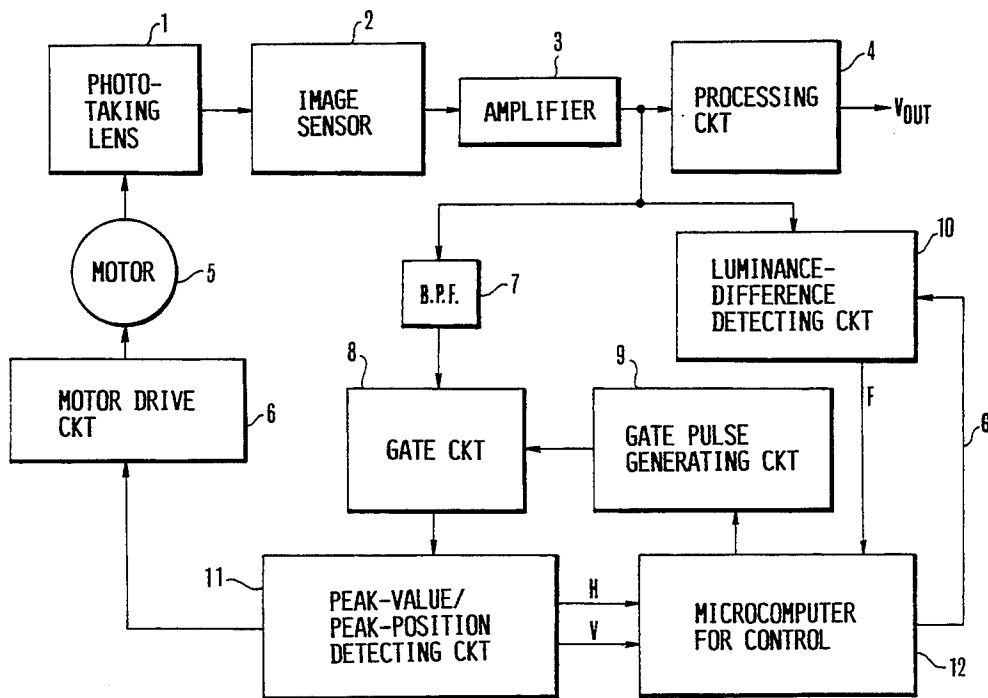 1
PHOTO-
TAKING
LENS
2
IMAGE
SENSOR
3
AMPLIFIER
4
PROCESSING
CKT
VOUT
MOTOR
5
B.P.F.
7
10
LUMINANCE-
DIFFERENCE
DETECTING CKT
MOTOR DRIVE
CKT
6
8
GATE CKT
9
GATE PULSE
GENERATING CKT
F
G
11
PEAK-VALUE/
PEAK-POSITION
DETECTING CKT
H
V
MICROCOMPUTER
FOR CONTROL
12